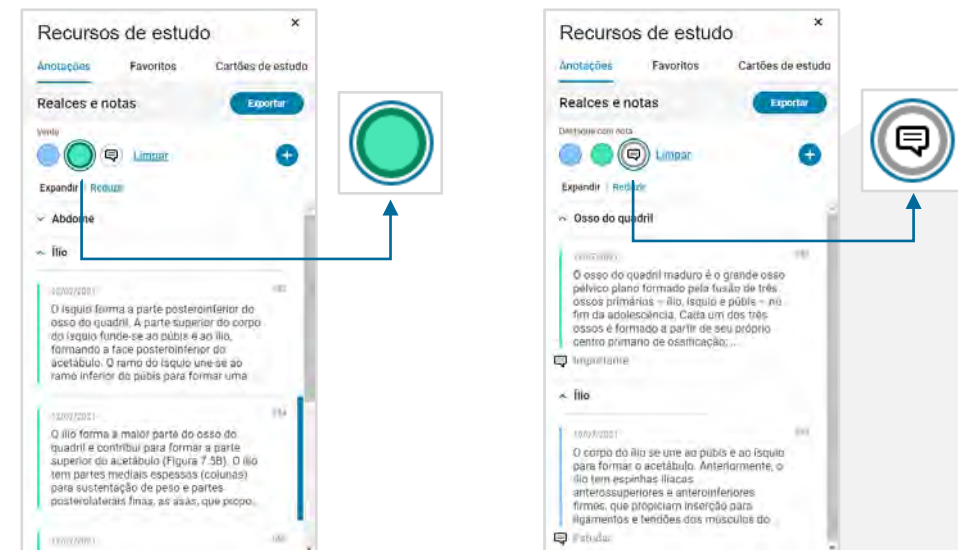 Recursos de estudo
×
Anotações Favoritos Cartões de estudo
Realces e notas Exportar
Verde
Limpar
+
Expandir | Reduzir
Abdome
Ílio
12/07/2021
O ísquio forma a parte posteroinferior do
osso do quadril. A parte superior do corpo
do ísquio funde-se ao púbis e ao ílio,
formando a face posteroinferior do
acetábulo. O ramo do ísquio une-se ao
ramo inferior do púbis para formar uma
12/07/2021
O ílio forma a maior parte do osso do
quadril e contribui para formar a parte
superior do acetábulo (Figura 7.5B). O ílio
tem partes mediais espessas (colunas)
para sustentação de peso e partes
posterolaterais finas, as asas, que propo...
Recursos de estudo
×
Anotações Favoritos Cartões de estudo
Realces e notas Exportar
Destaque com nota
Limpar
+
Expandir | Reduzir
Osso do quadril
O osso do quadril maduro é o grande osso
pélvico plano formado pela fusão de três
ossos primários – ílio, ísquio e púbis – no
fim da adolescência. Cada um dos três
ossos é formado a partir de seu próprio
centro primário de ossificação; ...
Importante
Ílio
O corpo do ílio se une ao púbis e ao ísquio
para formar o acetábulo. Anteriormente, o
ílio tem espinhas ilíacas
anterossuperiores e anteroinferiores
firmes, que propiciam inserção para
ligamentos e tendões dos músculos do
Estudar